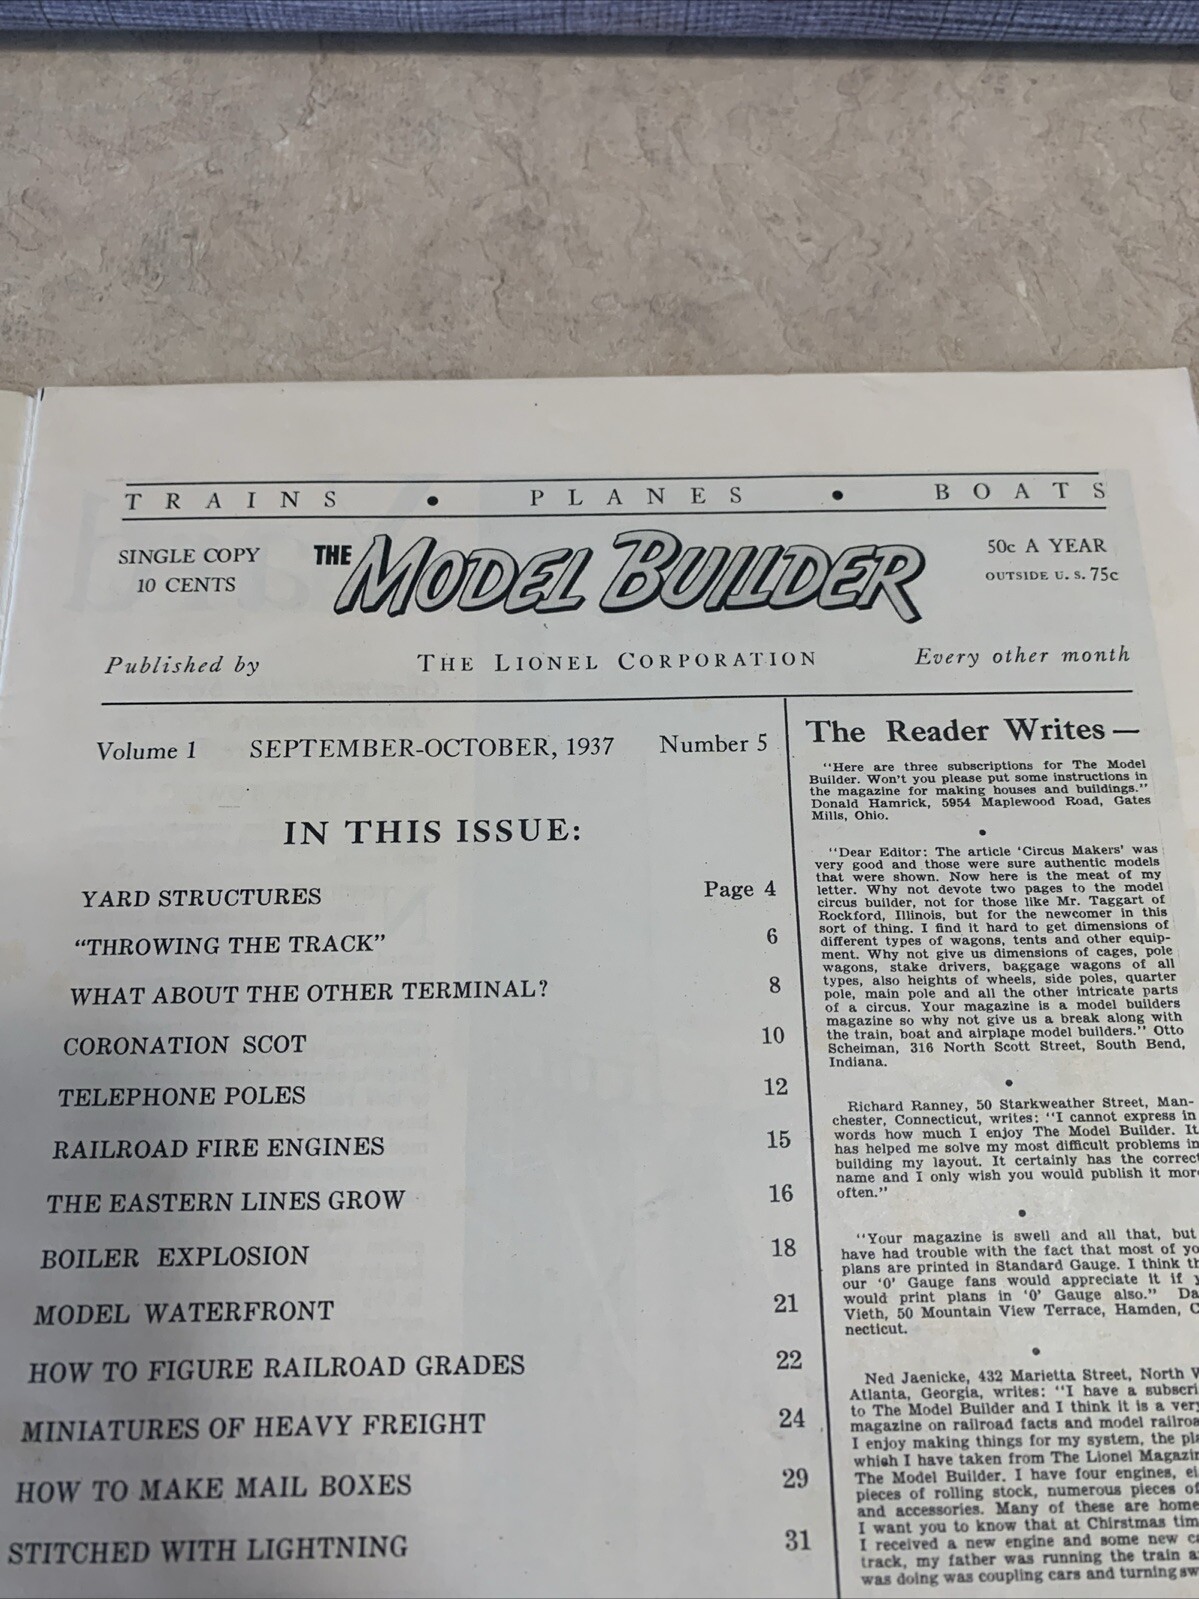 TRAINS • PLANES • BOATS
SINGLE COPY
10 CENTS
THE MODEL BUILDER
50c A YEAR
OUTSIDE U. S. 75c
Published by THE LIONEL CORPORATION Every other month
Volume 1 SEPTEMBER-OCTOBER, 1937 Number 5
IN THIS ISSUE:
YARD STRUCTURES Page 4
"THROWING THE TRACK" 6
WHAT ABOUT THE OTHER TERMINAL? 8
CORONATION SCOT 10
TELEPHONE POLES 12
RAILROAD FIRE ENGINES 15
THE EASTERN LINES GROW 16
BOILER EXPLOSION 18
MODEL WATERFRONT 21
HOW TO FIGURE RAILROAD GRADES 22
MINIATURES OF HEAVY FREIGHT 24
HOW TO MAKE MAIL BOXES 29
STITCHED WITH LIGHTNING 31
The Reader Writes—
"Here are three subscriptions for The Model
Builder. Won't you please put some instructions in
the magazine for making houses and buildings."
Donald Hamrick, 5954 Maplewood Road, Gates
Mills, Ohio.
•
"Dear Editor: The article 'Circus Makers' was
very good and those were sure authentic models
that were shown. Now here is the meat of my
letter. Why not devote two pages to the model
circus builder, not for those like Mr. Taggart of
Rockford, Illinois, but for the newcomer in this
sort of thing. I find it hard to get dimensions of
different types of wagons, tents and other equip-
ment. Why not give us dimensions of cages, pole
wagons, stake drivers, baggage wagons of all
types, also heights of wheels, side poles, quarter
pole, main pole and all the other intricate parts
of a circus. Your magazine is a model builders
magazine so why not give us a break along with
the train, boat and airplane model builders." Otto
Scheiman, 316 North Scott Street, South Bend,
Indiana.
•
Richard Ranney, 50 Starkweather Street, Man-
chester, Connecticut, writes: "I cannot express in
words how much I enjoy The Model Builder. It
has helped me solve my most difficult problems in
building my layout. It certainly has the correct
name and I only wish you would publish it more
often."
•
"Your magazine is swell and all that, but
have had trouble with the fact that most of yo
plans are printed in Standard Gauge. I think th
our '0' Gauge fans would appreciate it if y
would print plans in '0' Gauge also." Da
Vieth, 50 Mountain View Terrace, Hamden, C
necticut.
•
Ned Jaenicke, 432 Marietta Street, North W
Atlanta, Georgia, writes: "I have a subscri
to The Model Builder and I think it is a very
magazine on railroad facts and model railroa
I enjoy making things for my system, the pla
which I have taken from The Lionel Magazin
The Model Builder. I have four engines, ei
pieces of rolling stock, numerous pieces of
and accessories. Many of these are home
I want you to know that at Chirstmas tim
I received a new engine and some new ca
track, my father was running the train a
was doing was coupling cars and turning sw